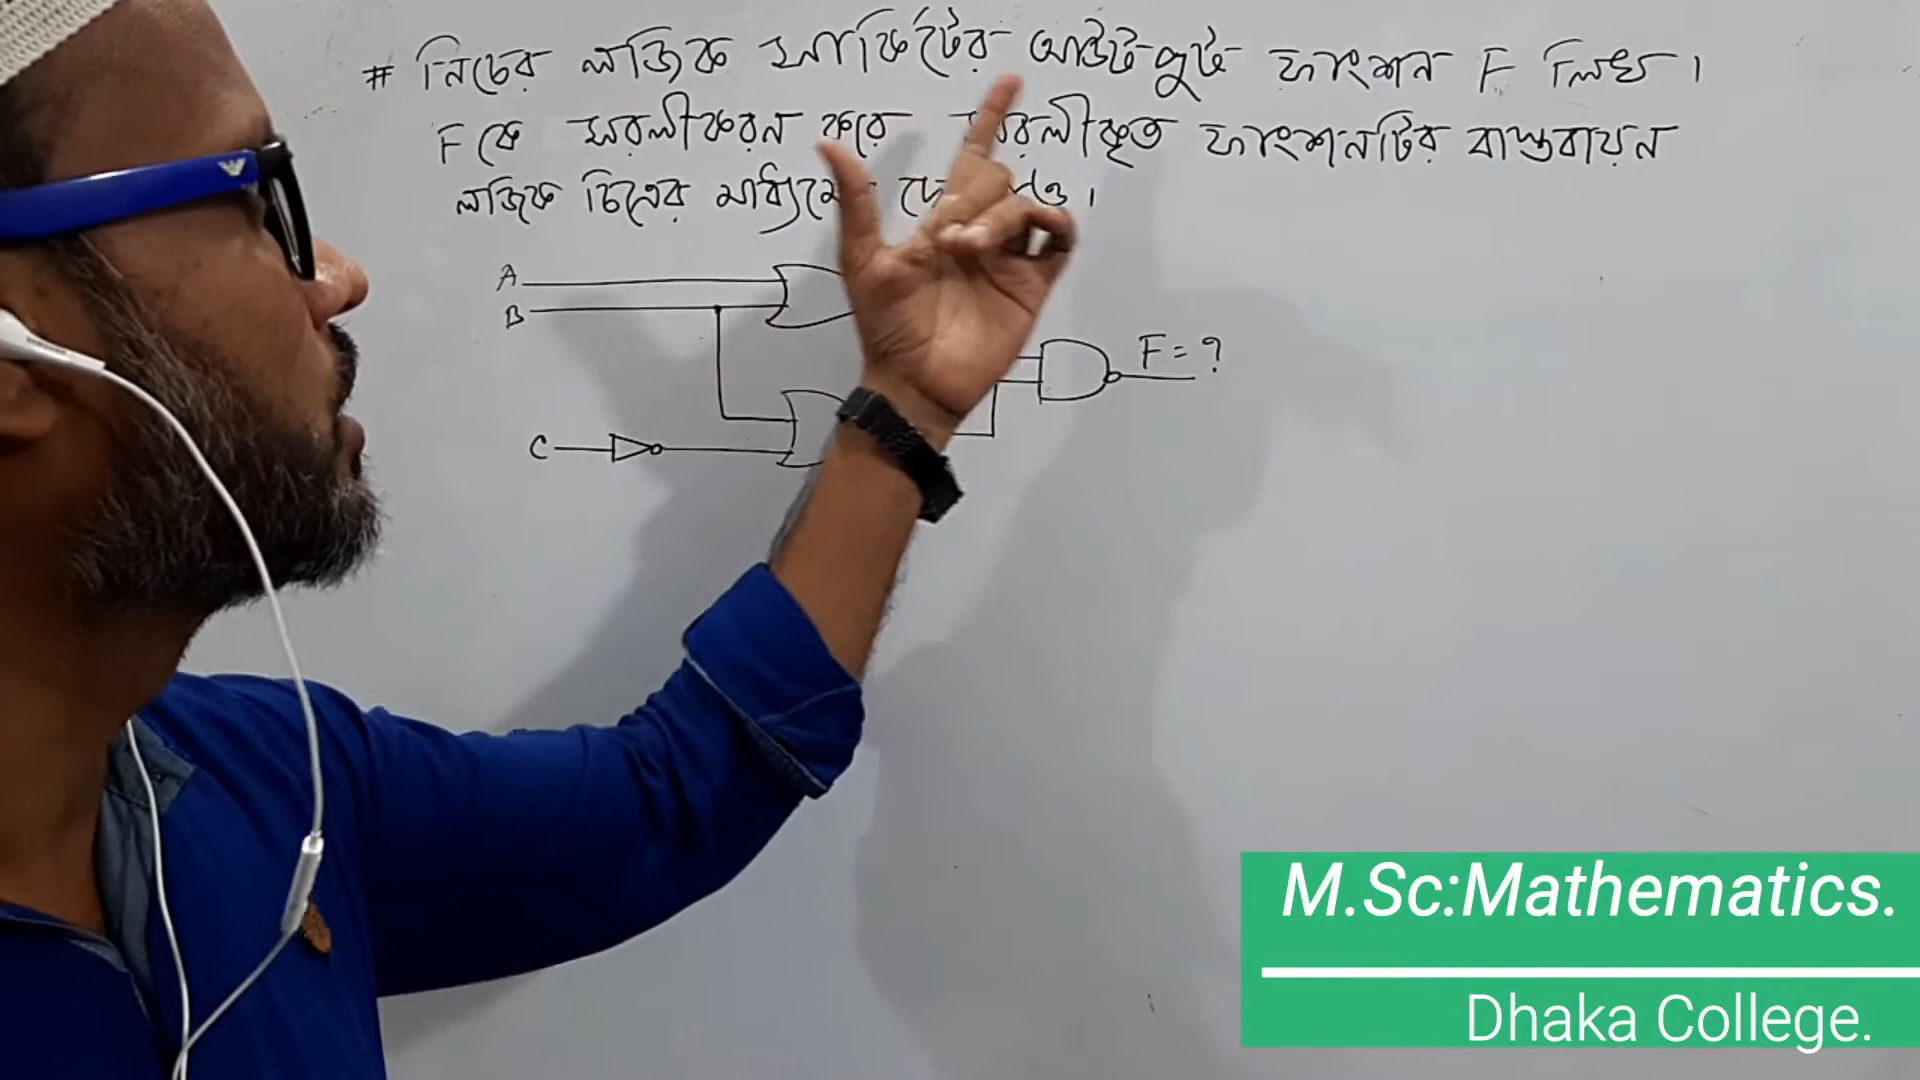 # নিচের লজিক সার্কিটের আউটপুট ফাংশন F লিখ।
F কে সরলীকরন করে সরলীকৃত ফাংশনটির বাস্তবায়ন
লজিক চিত্রের মাধ্যমে
A
B
F = ?
C
M.Sc:Mathematics.
Dhaka College.